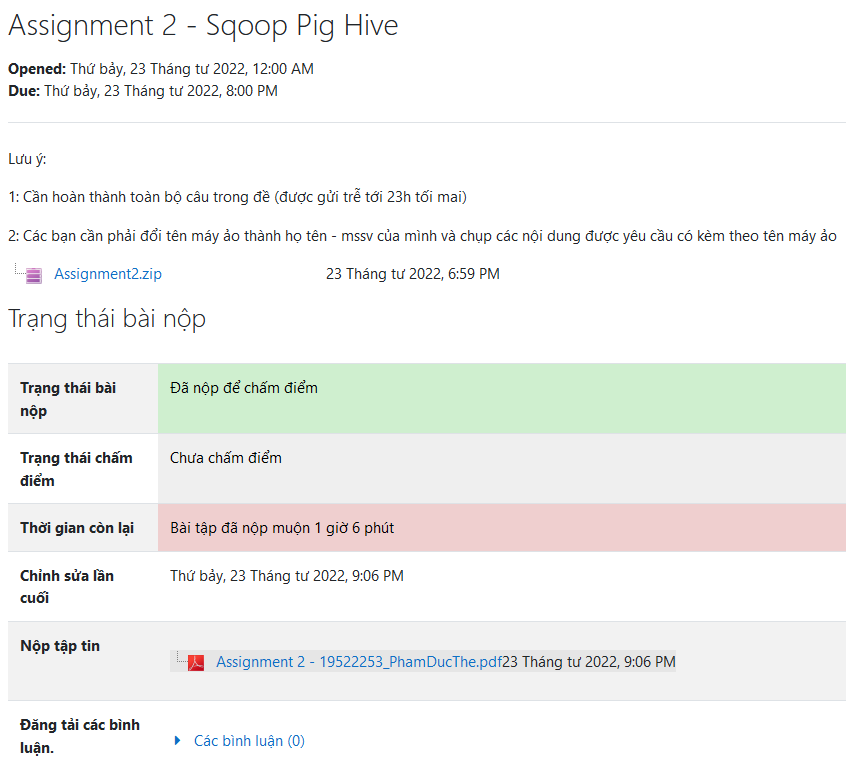 Assignment 2 - Sqoop Pig Hive
Opened: Thứ bảy, 23 Tháng tư 2022, 12:00 AM
Due: Thứ bảy, 23 Tháng tư 2022, 8:00 PM
Lưu ý:
1: Cần hoàn thành toàn bộ câu trong đề (được gửi trễ tới 23h tối mai)
2: Các bạn cần phải đổi tên máy ảo thành họ tên - mssv của mình và chụp các nội dung được yêu cầu có kèm theo tên máy ảo
Assignment2.zip 23 Tháng tư 2022, 6:59 PM
Trạng thái bài nộp
Trạng thái bài
nộp
Đã nộp để chấm điểm
Trạng thái chấm
điểm
Chưa chấm điểm
Thời gian còn lại
Bài tập đã nộp muộn 1 giờ 6 phút
Chỉnh sửa lần
cuối
Thứ bảy, 23 Tháng tư 2022, 9:06 PM
Nộp tập tin
Assignment 2 - 19522253_PhamDucThe.pdf23 Tháng tư 2022, 9:06 PM
Đăng tải các bình
luận.
Các bình luận (0)